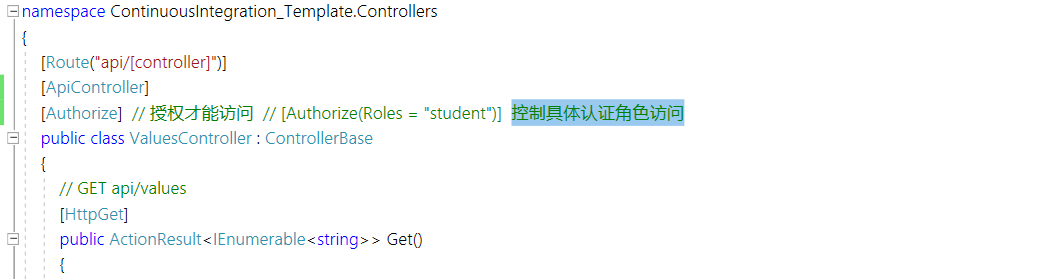 namespace ContinuousIntegration_Template.Controllers
{
[Route("api/[controller]")]
[ApiController]
[Authorize] // 授权才能访问 // [Authorize(Roles = "student")] 控制具体认证角色访问
public class ValuesController : ControllerBase
{
// GET api/values
[HttpGet]
public ActionResult<IEnumerable<string>> Get()
{